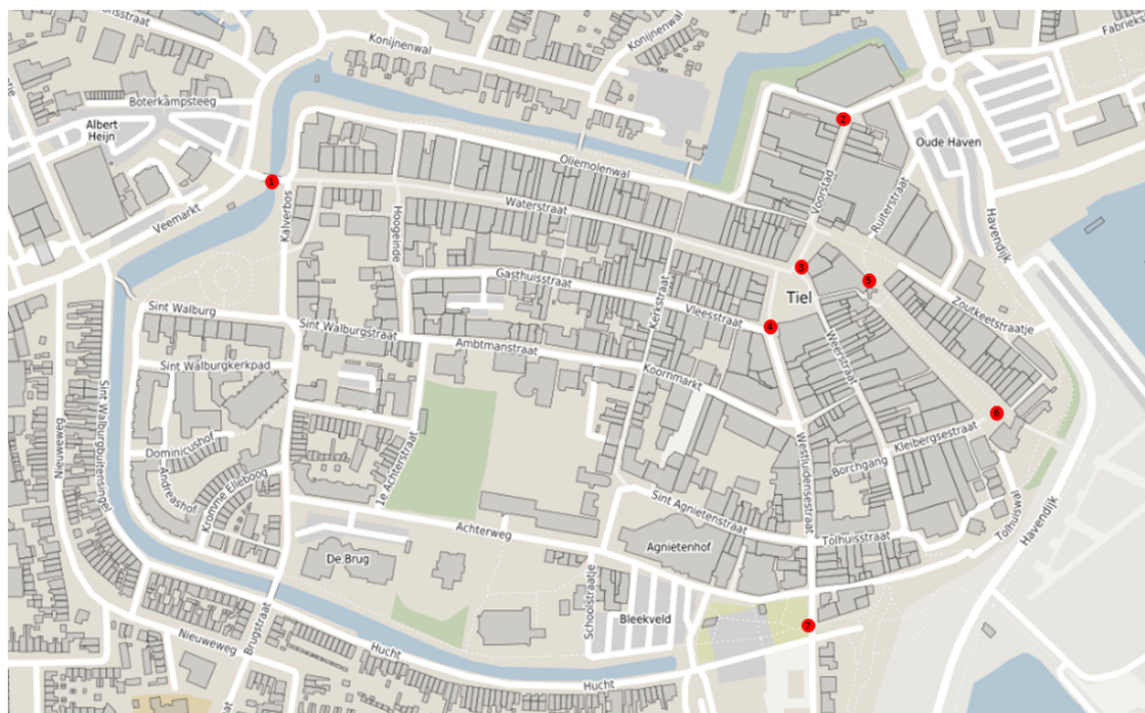 Konijnenwal
Konijnenwal
Fabrieks
Boterkampsteeg
Albert
Heijn
2
Oude Haven
Oliemolenwal
Voorstad
Ruiterstraat
1
Veemarkt
Kalverbos
Hoogeinde
Waterstraat
Havendijk
3
5
Tiel
Gasthuisstraat
Kerkstraat
Vleesstraat
4
Zoutkeetstraatje
Sint Walburg
Sint Walburgstraat
Ambtmanstraat
Weerstraat
Sint Walburgkerkpad
Koornmarkt
6
Nieuweweg
Sint Walburgbuitensingel
Dominicushof
Andreashof
Kromme Elleboog
1e Achterstraat
Westluidensestraat
Kleibergsestraat
Borchgang
Sint Agnietenstraat
Tolhuiswal
Havendijk
Achterweg
Tolhuisstraat
Agnietenhof
De Brug
Schoolstraatje
Bleekveld
7
Nieuweweg
Brugstraat
Hucht
Hucht